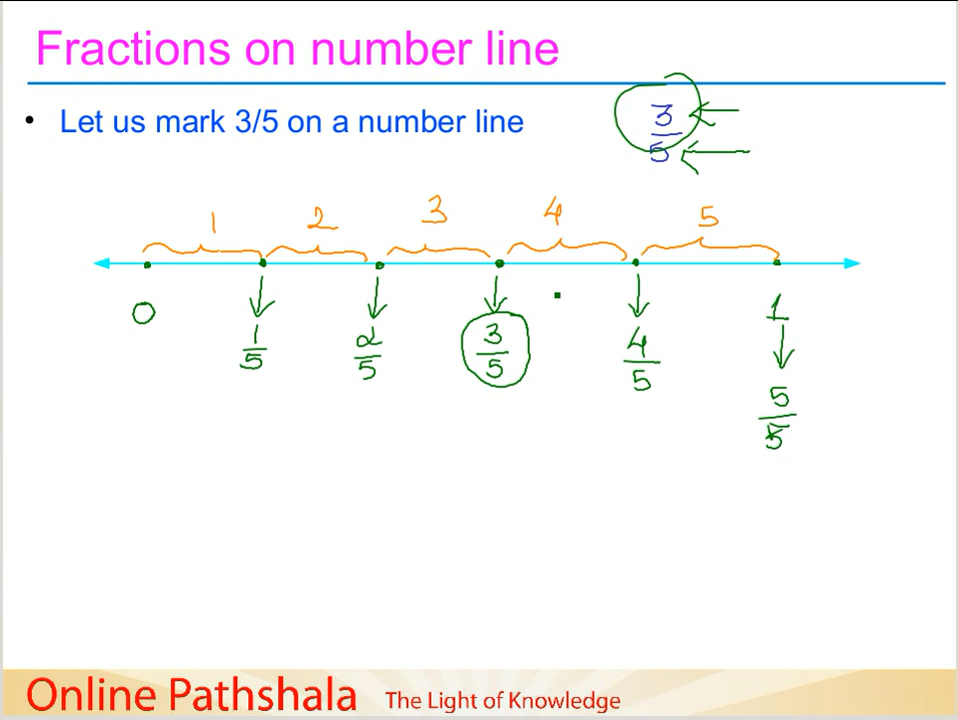 Fractions on number line
• Let us mark 3/5 on a number line
3/5
1 2 3 4 5
0 1/5 2/5 3/5 4/5 1
5/5
Online Pathshala The Light of Knowledge